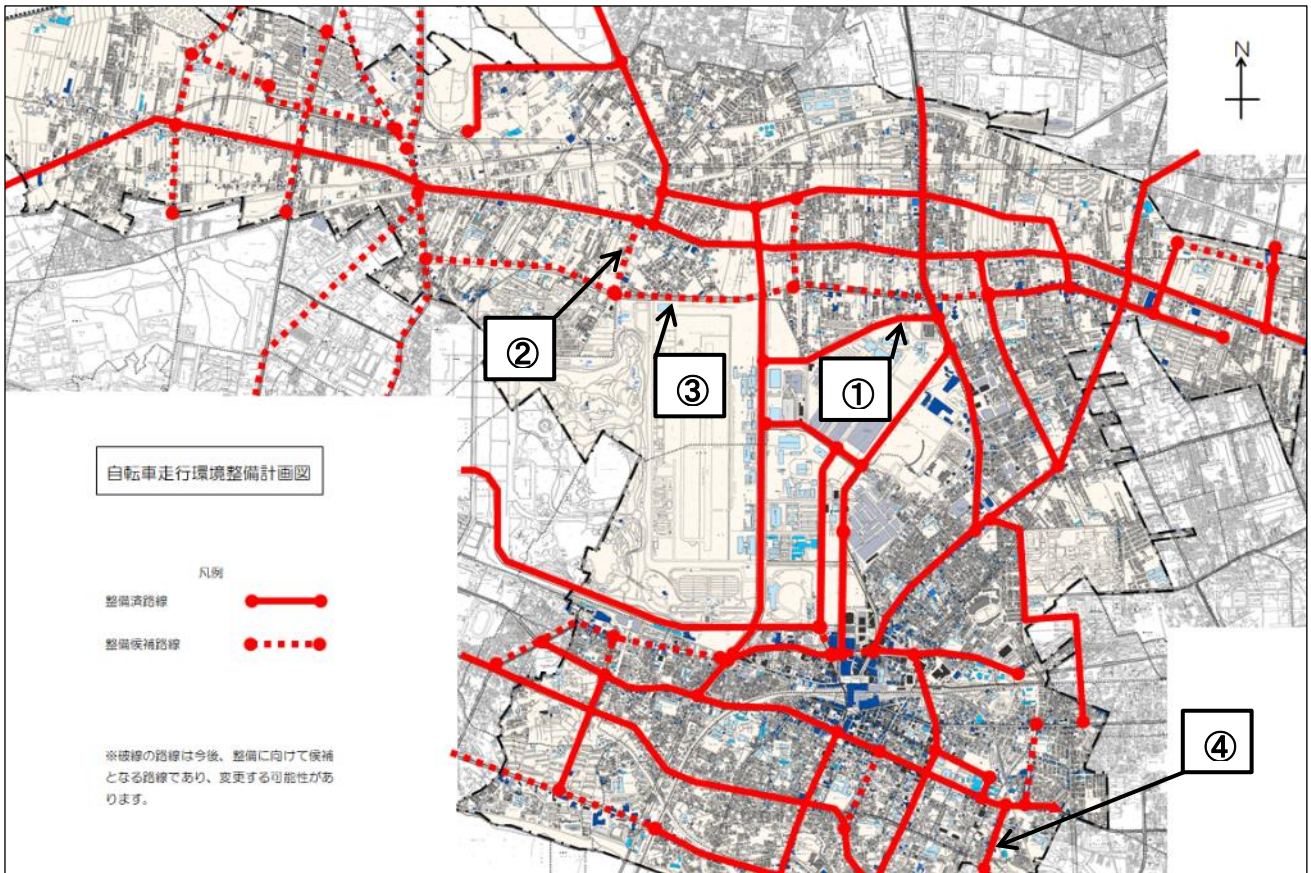 N
②
③
①
自転車走行環境整備計画図
凡例
整備済路線
整備候補路線
※破線の路線は今後、整備に向けて候補
となる路線であり、変更する可能性があ
ります。
④